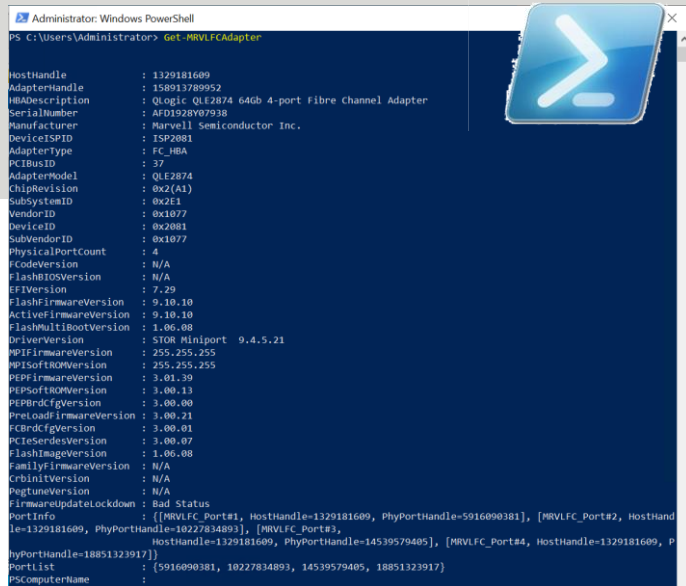 Administrator: Windows PowerShell
PS C:\Users\Administrator> Get-MRVLFCAdapter
HostHandle : 1329181609
AdapterHandle : 158913789952
HBADescription : QLogic QLE2874 64Gb 4-port Fibre Channel Adapter
SerialNumber : AFD1928Y07938
Manufacturer : Marvell Semiconductor Inc.
DeviceISPID : ISP2081
AdapterType : FC_HBA
PCIBusID : 37
AdapterModel : QLE2874
ChipRevision : 0x2(A1)
SubSystemID : 0x2E1
VendorID : 0x1077
DeviceID : 0x2081
SubVendorID : 0x1077
PhysicalPortCount : 4
FCodeVersion : N/A
FlashBIOSVersion : N/A
EFIVersion : 7.29
FlashFirmwareVersion : 9.10.10
ActiveFirmwareVersion : 9.10.10
FlashMultiBootVersion : 1.06.08
DriverVersion : STOR Miniport  9.4.5.21
MPIFirmwareVersion : 255.255.255
MPISoftROMVersion : 255.255.255
PEPFirmwareVersion : 3.01.39
PEPSoftROMVersion : 3.00.13
PEPBrdCfgVersion : 3.00.00
PreLoadFirmwareVersion : 3.00.21
FCBrdCfgVersion : 3.00.01
PCIeSerdesVersion : 3.00.07
FlashImageVersion : 1.06.08
FamilyFirmwareVersion : N/A
CrbinitVersion : N/A
PegtuneVersion : N/A
FirmwareUpdateLockdown : Bad Status
PortInfo : {[MRVLFC_Port#1, HostHandle=1329181609, PhyPortHandle=5916090381], [MRVLFC_Port#2, HostHand
le=1329181609, PhyPortHandle=10227834893], [MRVLFC_Port#3,
HostHandle=1329181609, PhyPortHandle=14539579405], [MRVLFC_Port#4, HostHandle=1329181609, P
hyPortHandle=18851323917]}
PortList : {5916090381, 10227834893, 14539579405, 18851323917}
PSComputerName :